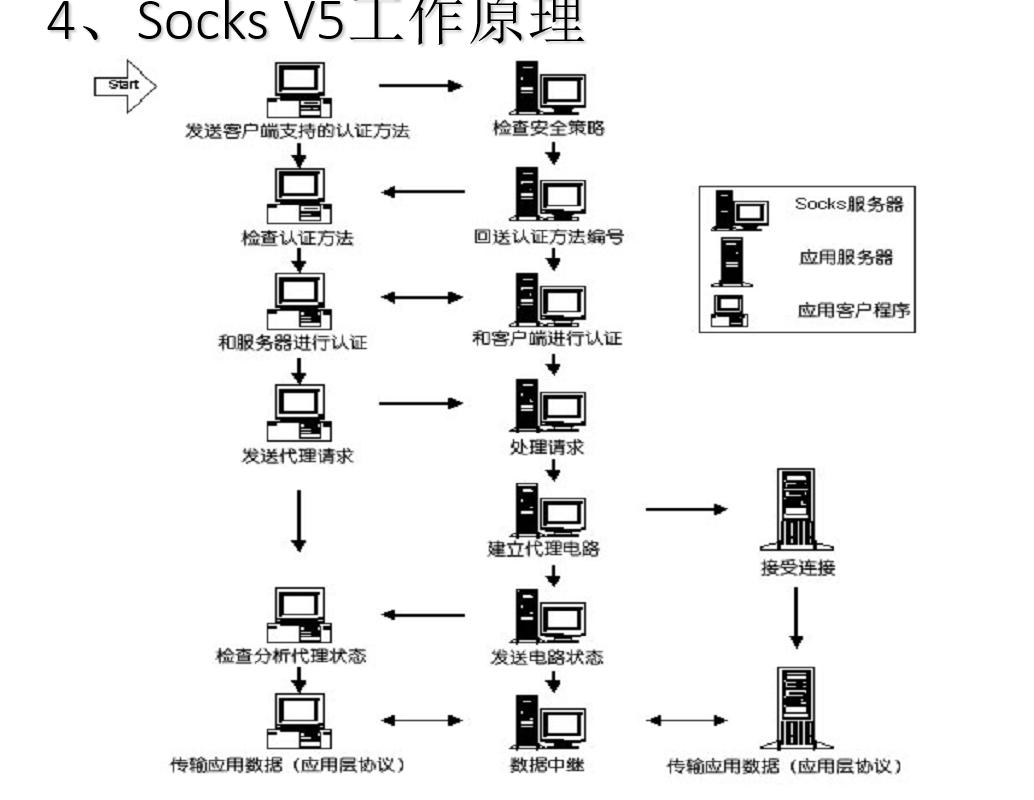 4、Socks V5工作原理
Start
发送客户端支持的认证方法
检查安全策略
检查认证方法
回送认证方法编号
Socks服务器
应用服务器
应用客户程序
和服务器进行认证
和客户端进行认证
发送代理请求
处理请求
建立代理电路
接受连接
检查分析代理状态
发送电路状态
传输应用数据（应用层协议）
数据中继
传输应用数据（应用层协议）